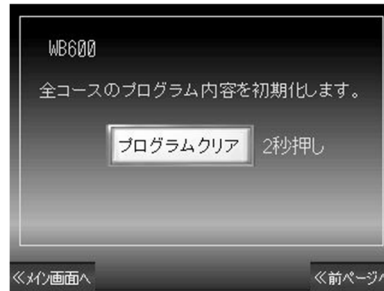 WB600
全コースのプログラム内容を初期化します。
プログラムクリア 2秒押し
≪メイン画面へ ≪前ページへ